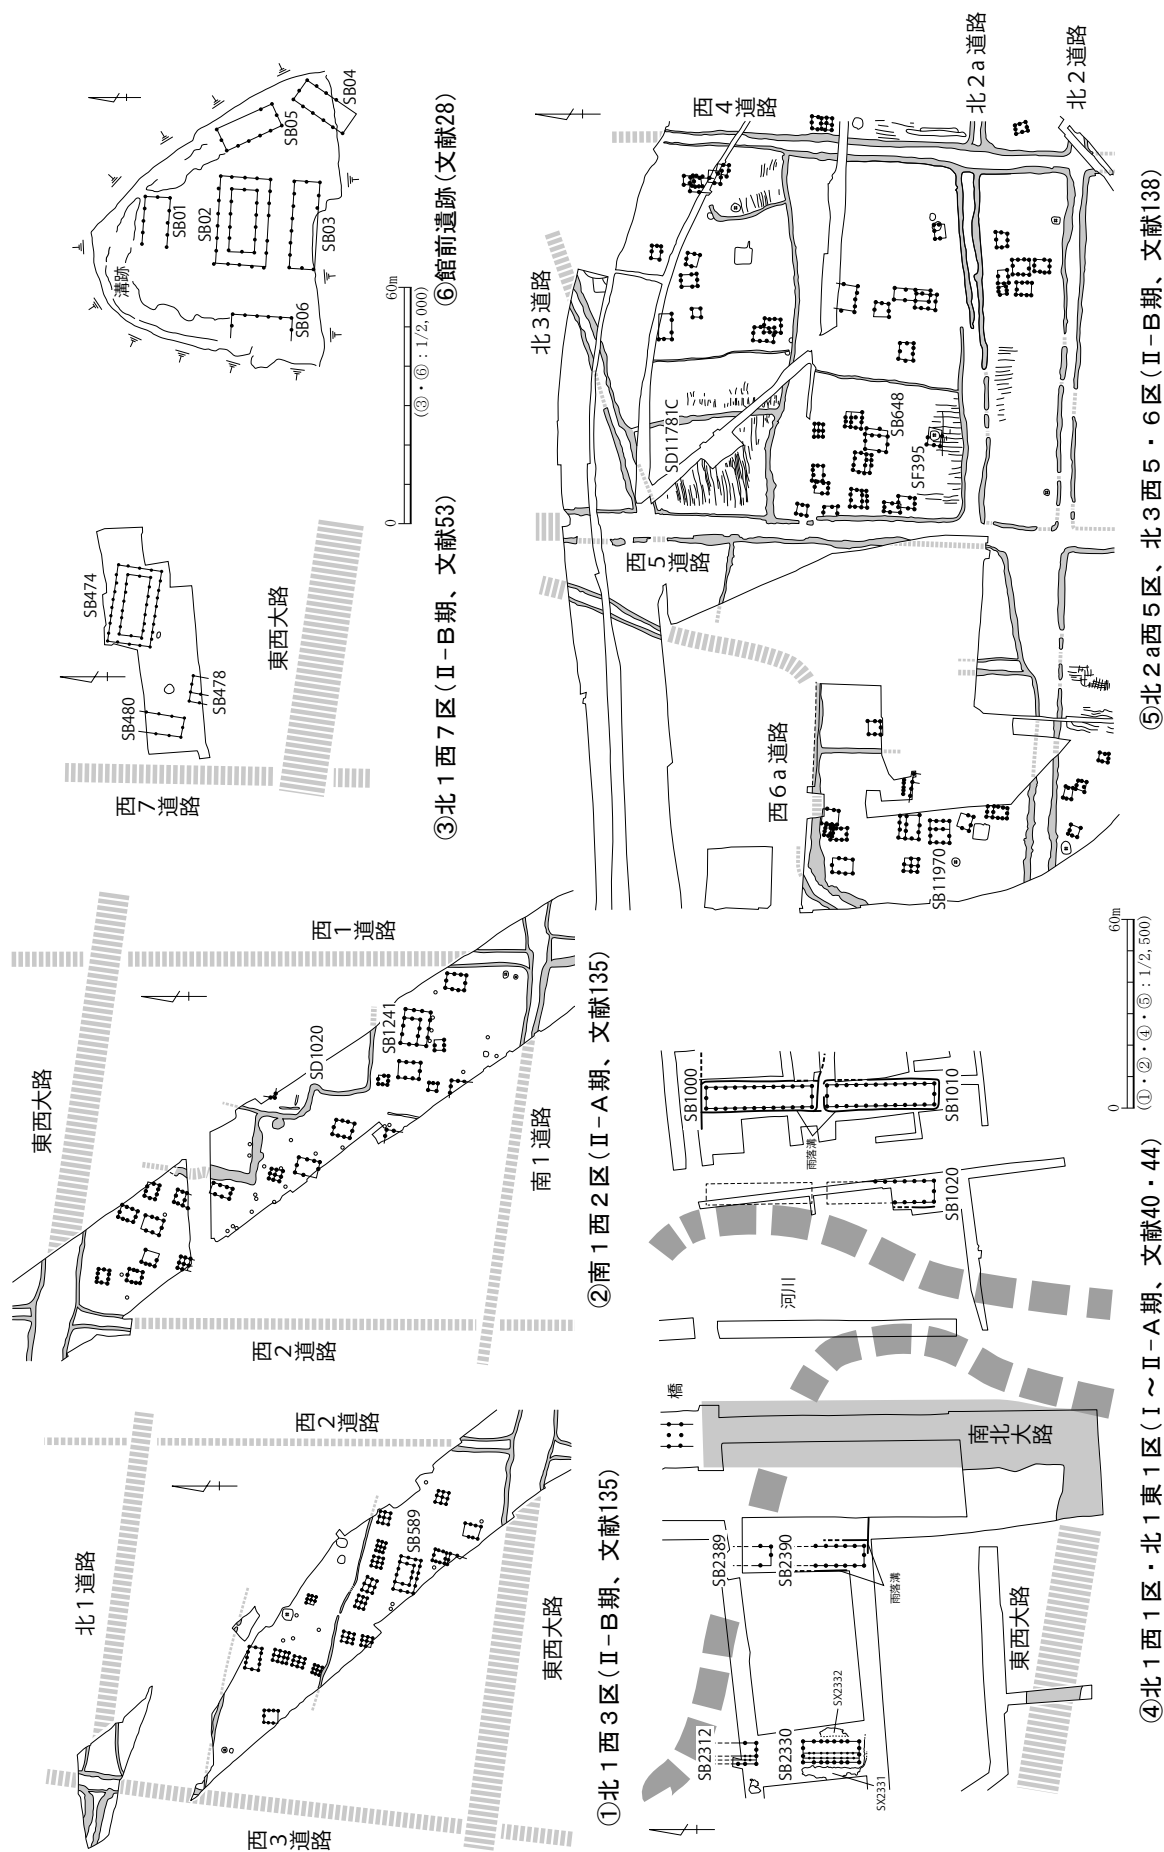 北1道路
西2道路
西3道路
SB589
東西大路
①北1西3区(Ⅱ-B期、文献135)
東西大路
西1道路
西2道路
SD1020
SB1241
南1道路
②南1西2区(Ⅱ-A期、文献135)
西7道路
SB480
SB474
SB478
東西大路
③北1西7区(Ⅱ-B期、文献53)
溝跡
SB01
SB02
SB03
SB04
SB05
SB06
0
60m
(③・⑥:1/2,000)
⑥館前遺跡(文献28)
SB2312
SB2330
SX2331
SX2332
SB2389
SB2390
雨落溝
橋
河川
南北大路
東西大路
SB1000
SB1010
SB1020
雨落溝
④北1西1区・北1東1区(Ⅰ~Ⅱ-A期、文献40・44)
0
60m
(①・②・④・⑤:1/2,500)
北3道路
西4道路
西5道路
西6a道路
北2a道路
北2道路
SD11781C
SB648
SF395
SB11970
⑤北2a西5区、北3西5・6区(Ⅱ-B期、文献138)